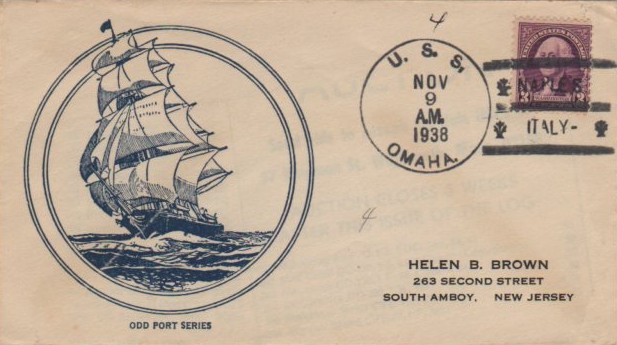 4
U. S. S.
NOV
9
A.M.
1938
OMAHA.
NAPLES
ITALY-
4
HELEN B. BROWN
263 SECOND STREET
SOUTH AMBOY, NEW JERSEY
ODD PORT SERIES